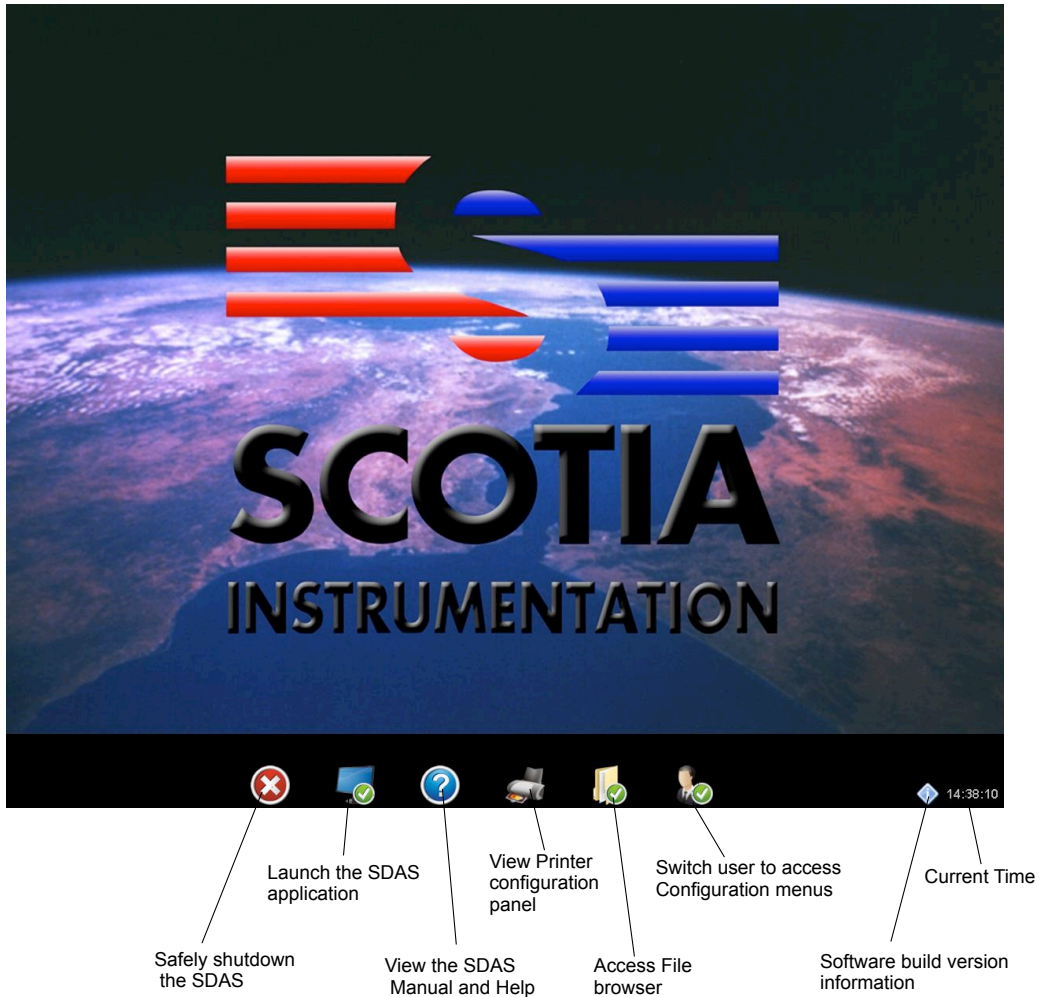 SCOTIA
INSTRUMENTATION
14:38:10
Launch the SDAS
application
View Printer
configuration
panel
Switch user to access
Configuration menus
Current Time
Safely shutdown
the SDAS
View the SDAS
Manual and Help
Access File
browser
Software build version
information